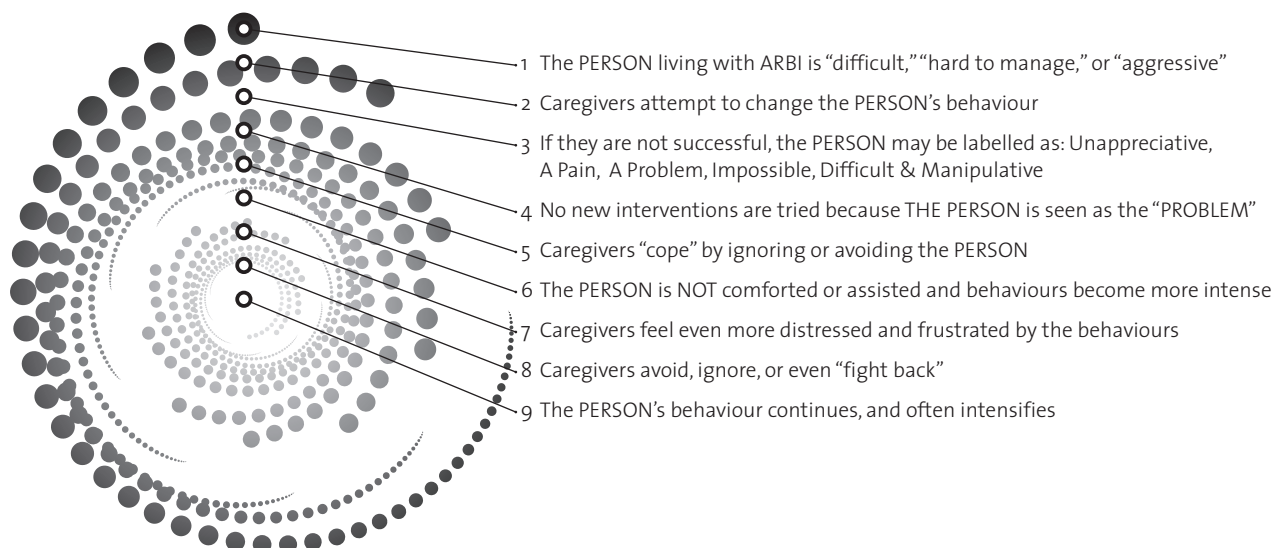 1 The PERSON living with ARBI is “difficult,” “hard to manage,” or “aggressive”
2 Caregivers attempt to change the PERSON’s behaviour
3 If they are not successful, the PERSON may be labelled as: Unappreciative,
A Pain, A Problem, Impossible, Difficult & Manipulative
4 No new interventions are tried because THE PERSON is seen as the “PROBLEM”
5 Caregivers “cope” by ignoring or avoiding the PERSON
6 The PERSON is NOT comforted or assisted and behaviours become more intense
7 Caregivers feel even more distressed and frustrated by the behaviours
8 Caregivers avoid, ignore, or even “fight back”
9 The PERSON’s behaviour continues, and often intensifies